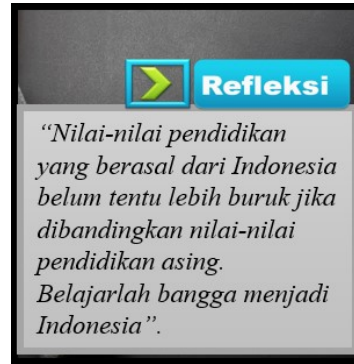 Refleksi
“Nilai-nilai pendidikan
yang berasal dari Indonesia
belum tentu lebih buruk jika
dibandingkan nilai-nilai
pendidikan asing.
Belajarlah bangga menjadi
Indonesia”.